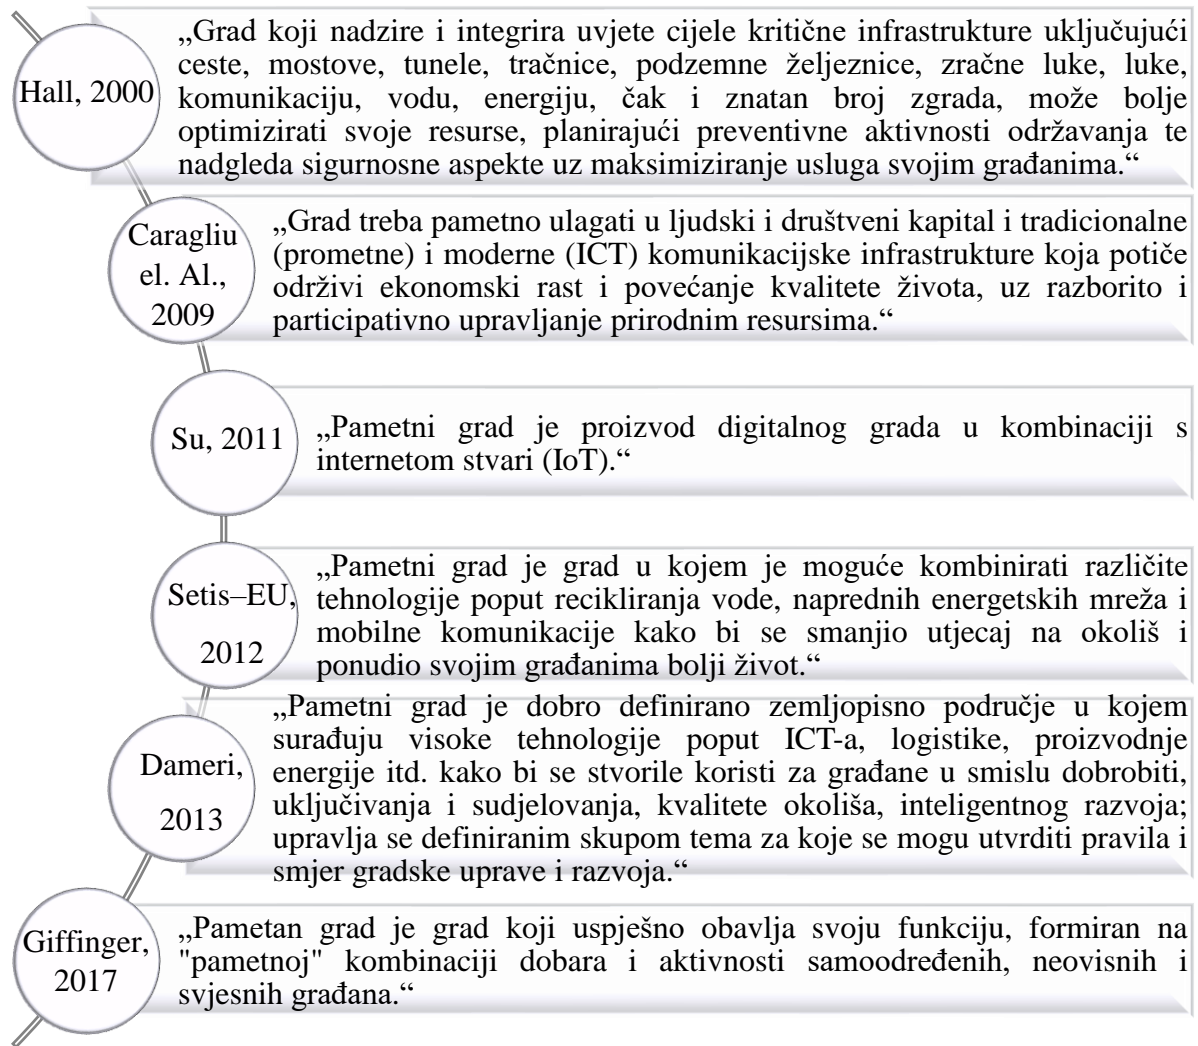 Hall, 2000
„Grad koji nadzire i integrira uvjete cijele kritične infrastrukture uključujući
ceste, mostove, tunele, tračnice, podzemne željeznice, zračne luke, luke,
komunikaciju, vodu, energiju, čak i znatan broj zgrada, može bolje
optimizirati svoje resurse, planirajući preventivne aktivnosti održavanja te
nadgleda sigurnosne aspekte uz maksimiziranje usluga svojim građanima.“
Caragliu
el. Al.,
2009
„Grad treba pametno ulagati u ljudski i društveni kapital i tradicionalne
(prometne) i moderne (ICT) komunikacijske infrastrukture koja potiče
održivi ekonomski rast i povećanje kvalitete života, uz razborito i
participativno upravljanje prirodnim resursima.“
Su, 2011
„Pametni grad je proizvod digitalnog grada u kombinaciji s
internetom stvari (IoT).“
Setis–EU,
2012
„Pametni grad je grad u kojem je moguće kombinirati različite
tehnologije poput recikliranja vode, naprednih energetskih mreža i
mobilne komunikacije kako bi se smanjio utjecaj na okoliš i
ponudio svojim građanima bolji život.“
Dameri,
2013
„Pametni grad je dobro definirano zemljopisno područje u kojem
surađuju visoke tehnologije poput ICT-a, logistike, proizvodnje
energije itd. kako bi se stvorile koristi za građane u smislu dobrobiti,
uključivanja i sudjelovanja, kvalitete okoliša, inteligentnog razvoja;
upravlja se definiranim skupom tema za koje se mogu utvrditi pravila i
smjer gradske uprave i razvoja.“
Giffinger,
2017
„Pametan grad je grad koji uspješno obavlja svoju funkciju, formiran na
"pametnoj" kombinaciji dobara i aktivnosti samoodređenih, neovisnih i
svjesnih građana.“